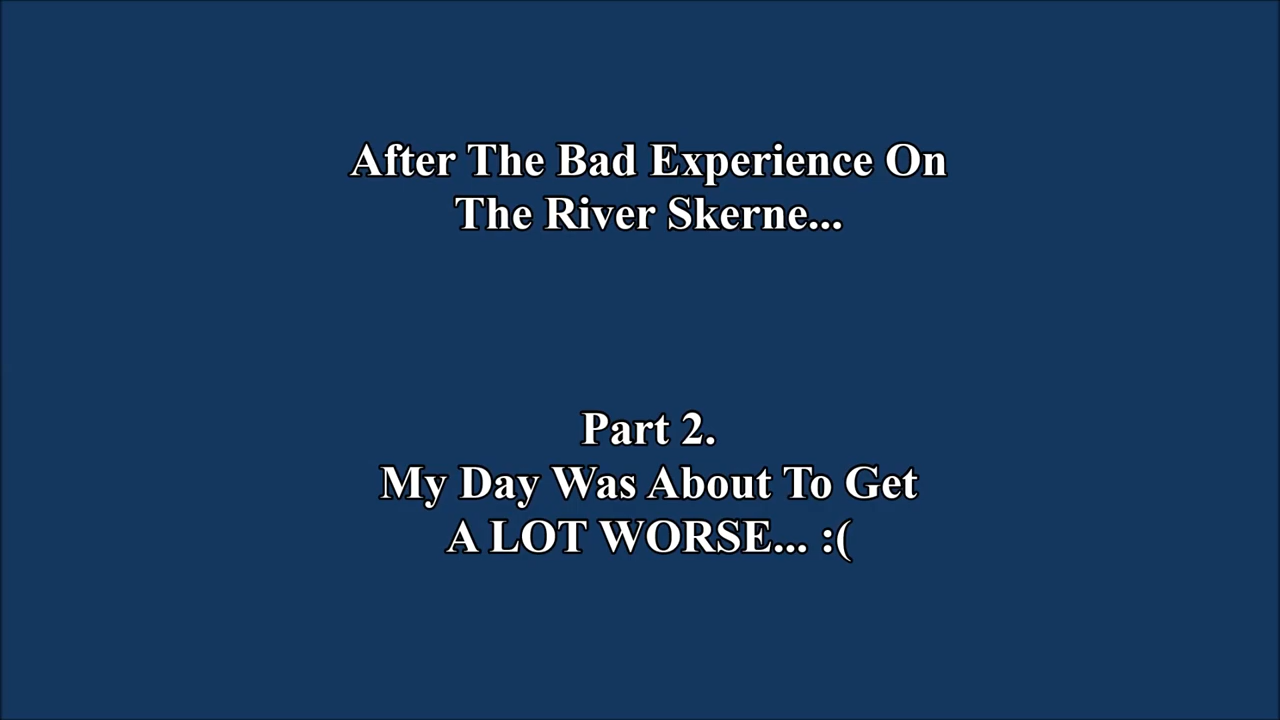 After The Bad Experience On
The River Skerne...
Part 2.
My Day Was About To Get
A LOT WORSE... :(